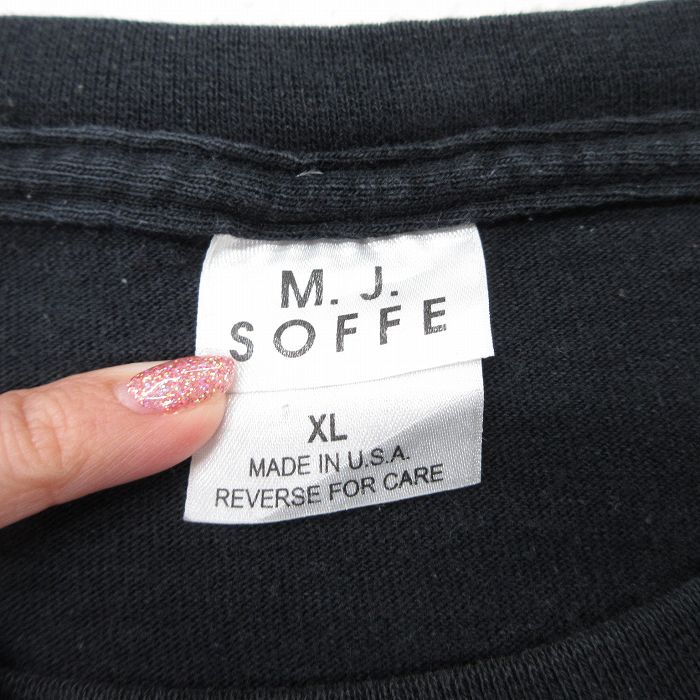 M. J.
SOFFE
XL
MADE IN U.S.A.
REVERSE FOR CARE